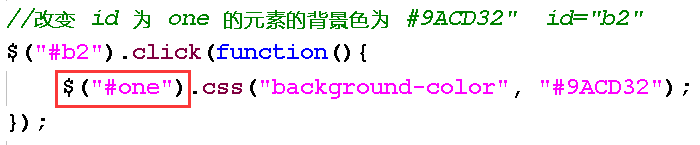 //改变 id 为 one 的元素的背景色为 #9ACD32"  id="b2"
$("#b2").click(function(){
    $("#one").css("background-color", "#9ACD32");
});